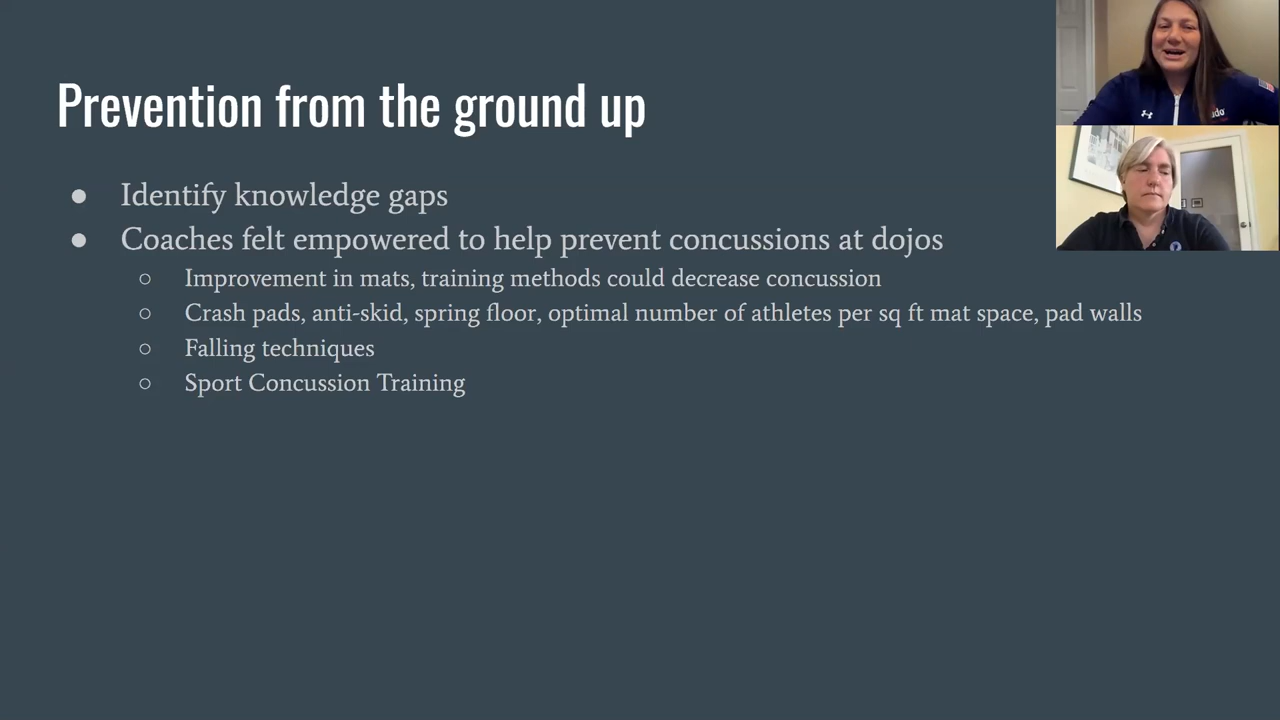 Prevention from the ground up
● Identify knowledge gaps
● Coaches felt empowered to help prevent concussions at dojos
○ Improvement in mats, training methods could decrease concussion
○ Crash pads, anti-skid, spring floor, optimal number of athletes per sq ft mat space, pad walls
○ Falling techniques
○ Sport Concussion Training